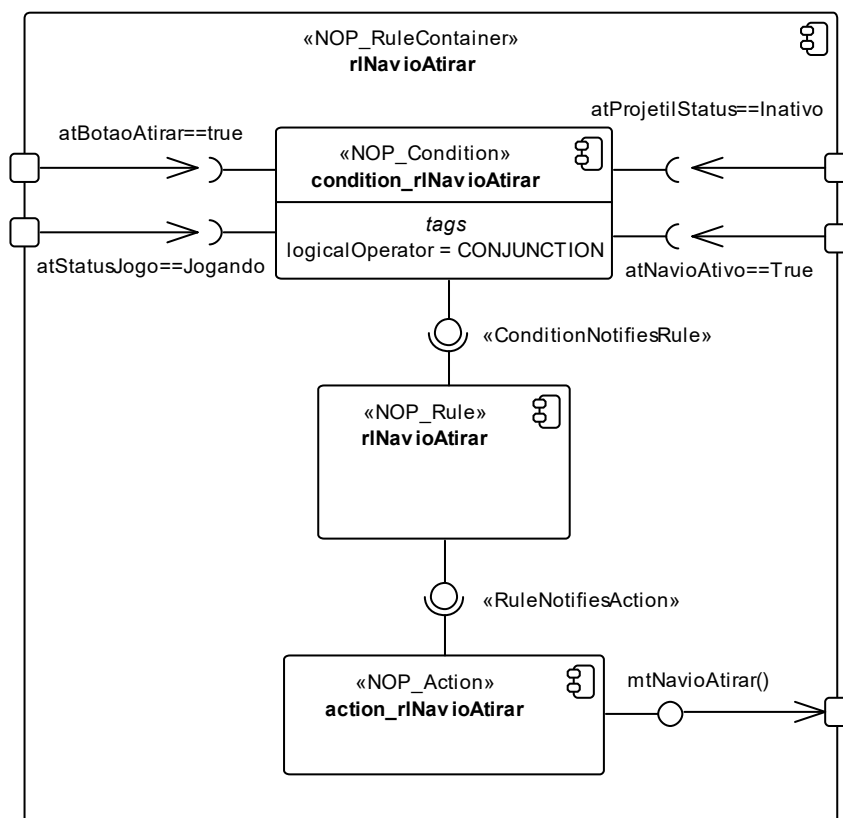 «NOP_RuleContainer»
rlNavioAtirar
atProjetilStatus==Inativo
atBotaoAtirar==true
«NOP_Condition»
condition_rlNavioAtirar
tags
logicalOperator = CONJUNCTION
atStatusJogo==Jogando
atNavioAtivo==True
«ConditionNotifiesRule»
«NOP_Rule»
rlNavioAtirar
«RuleNotifiesAction»
«NOP_Action»
action_rlNavioAtirar
mtNavioAtirar()